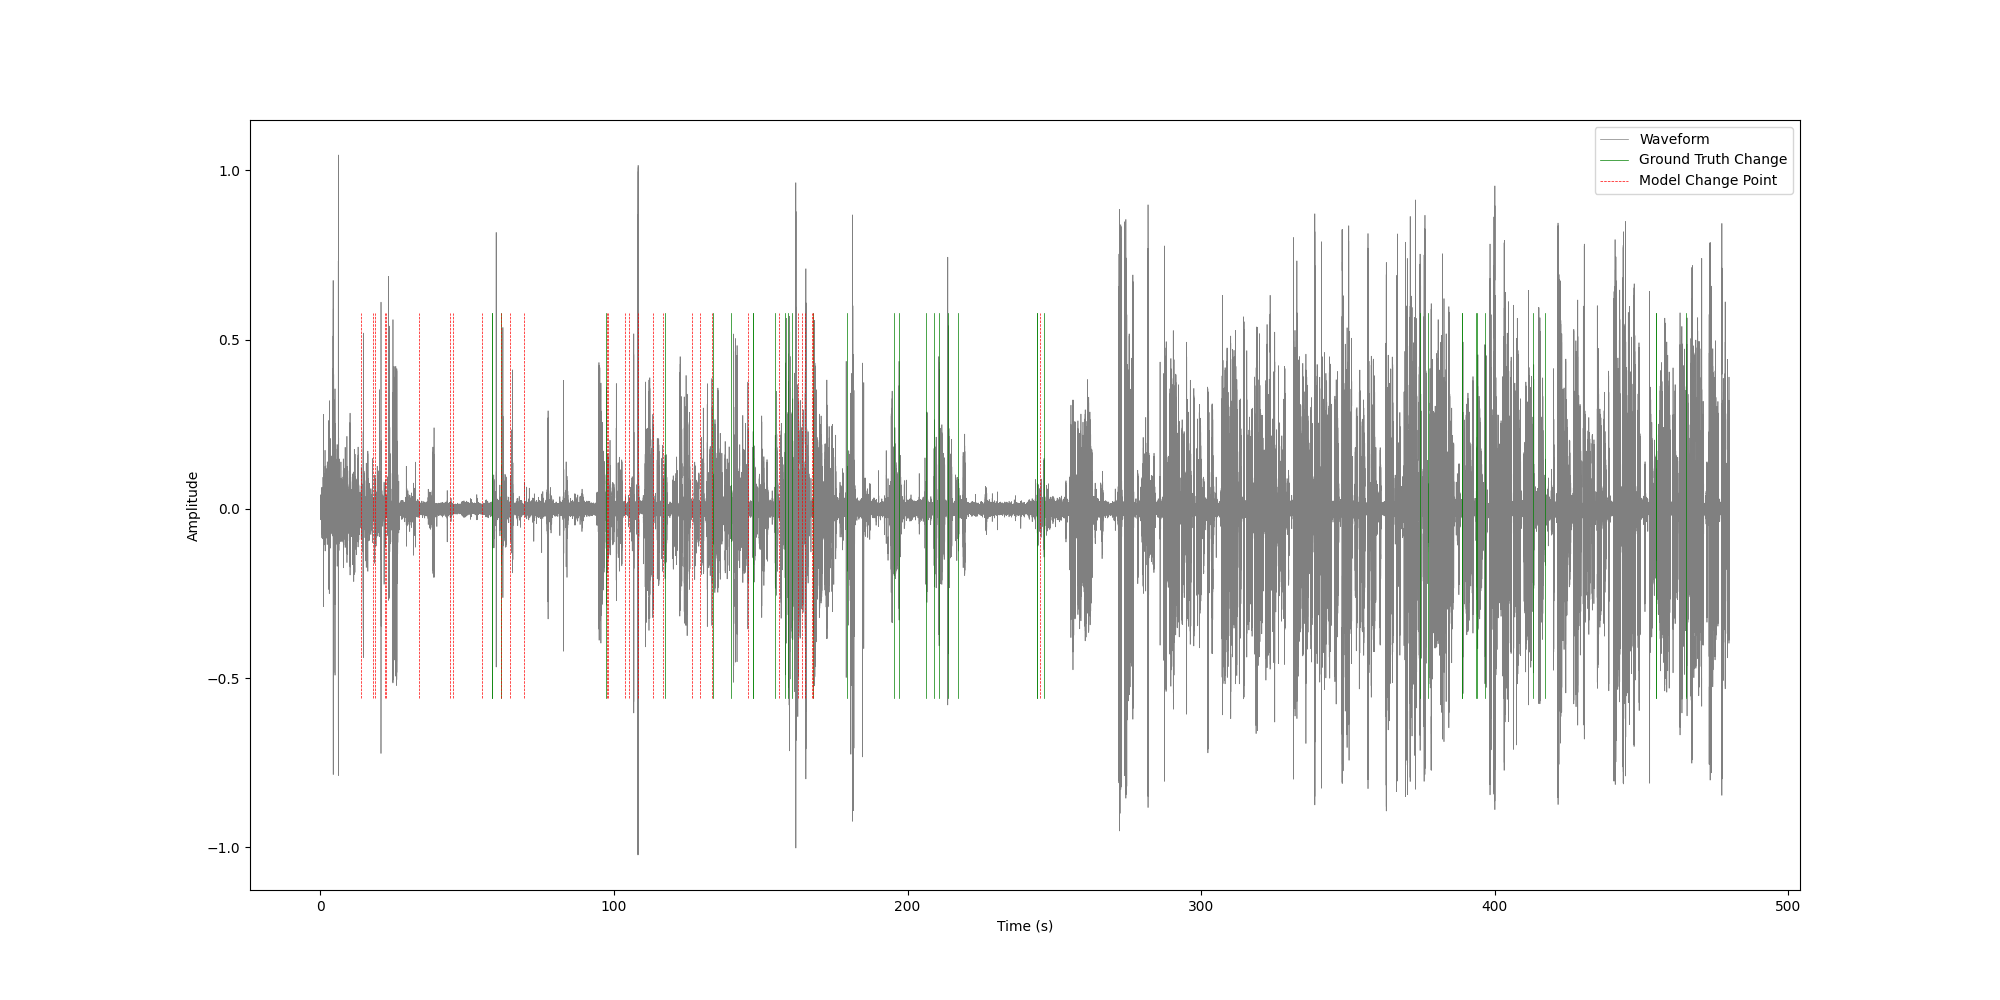 Waveform
Ground Truth Change
Model Change Point
1.0
0.5
0.0
−0.5
−1.0
Amplitude
0 100 200 300 400 500
Time (s)